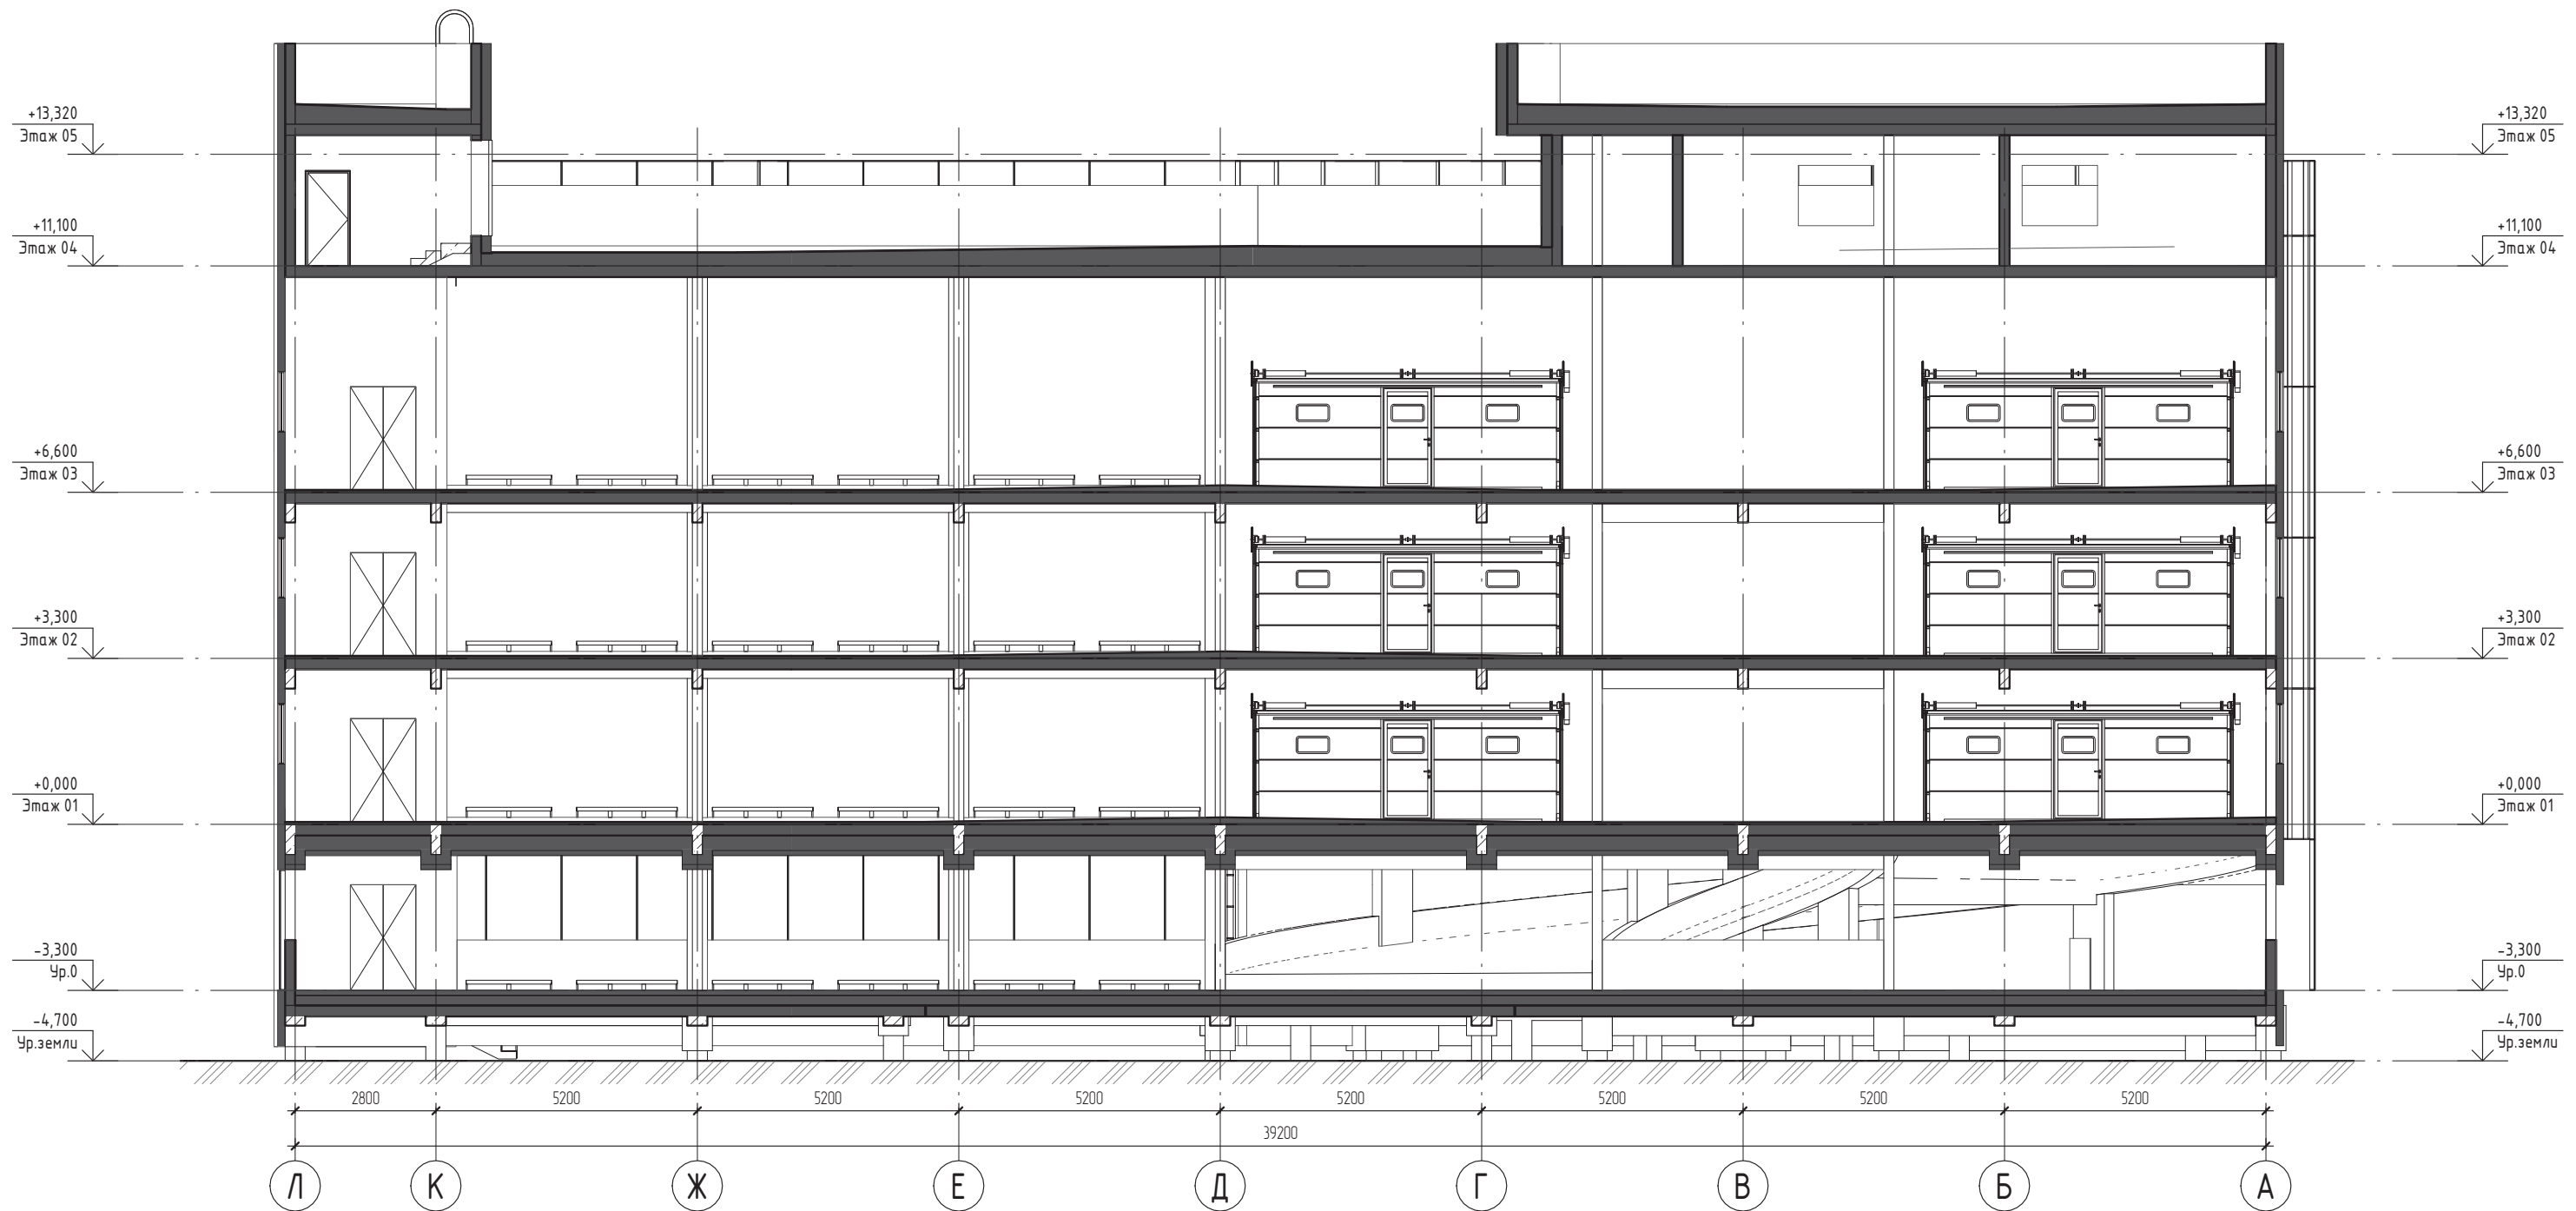 +13,320
Этаж 05
+11,100
Этаж 04
+6,600
Этаж 03
+3,300
Этаж 02
+0,000
Этаж 01
-3,300
Ур.0
-4,700
Ур.земли
+13,320
Этаж 05
+11,100
Этаж 04
+6,600
Этаж 03
+3,300
Этаж 02
+0,000
Этаж 01
-3,300
Ур.0
-4,700
Ур.земли
2800 5200 5200 5200 5200 5200 5200 5200
39200
Л К Ж Е Д Г В Б А